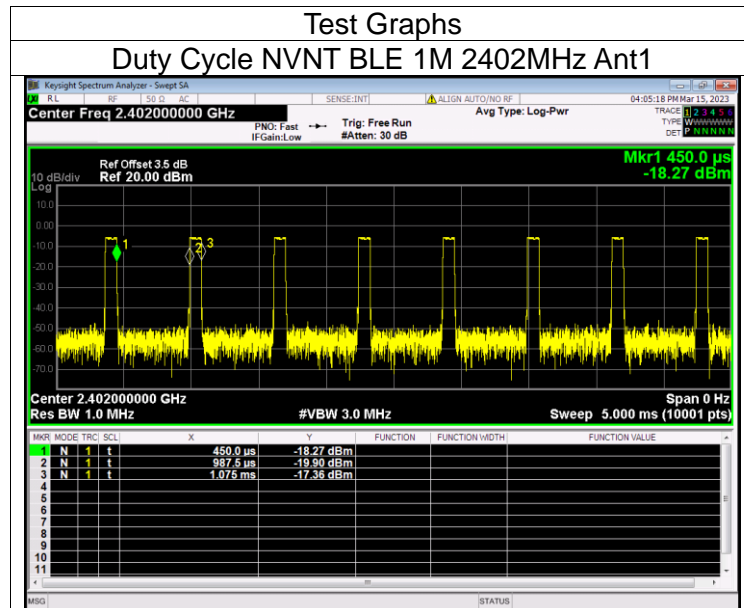 Test Graphs
Duty Cycle NVNT BLE 1M 2402MHz Ant1
Keysight Spectrum Analyzer - Swept SA
RL RF 50 Ω AC SENSE:INT ALIGN AUTO/NO RF 04:05:18 PM Mar 15, 2023
Center Freq 2.402000000 GHz Avg Type: Log-Pwr TRACE 1 2 3 4 5 6
PNO: Fast Trig: Free Run TYPE WWWWWW
IFGain:Low #Atten: 30 dB DET P N N N N N
Mkr1 450.0 µs
Ref Offset 3.5 dB
10 dB/div Ref 20.00 dBm -18.27 dBm
Log
10.0
0.00
-10.0
-20.0
-30.0
-40.0
-50.0
-60.0
-70.0
1 2 3
Center 2.402000000 GHz Span 0 Hz
Res BW 1.0 MHz #VBW 3.0 MHz Sweep 5.000 ms (10001 pts)
MKR MODE TRC SCL X Y FUNCTION FUNCTION WIDTH FUNCTION VALUE
1 N 1 t 450.0 µs -18.27 dBm
2 N 1 t 987.5 µs -19.90 dBm
3 N 1 t 1.075 ms -17.36 dBm
4
5
6
7
8
9
10
11
MSG STATUS